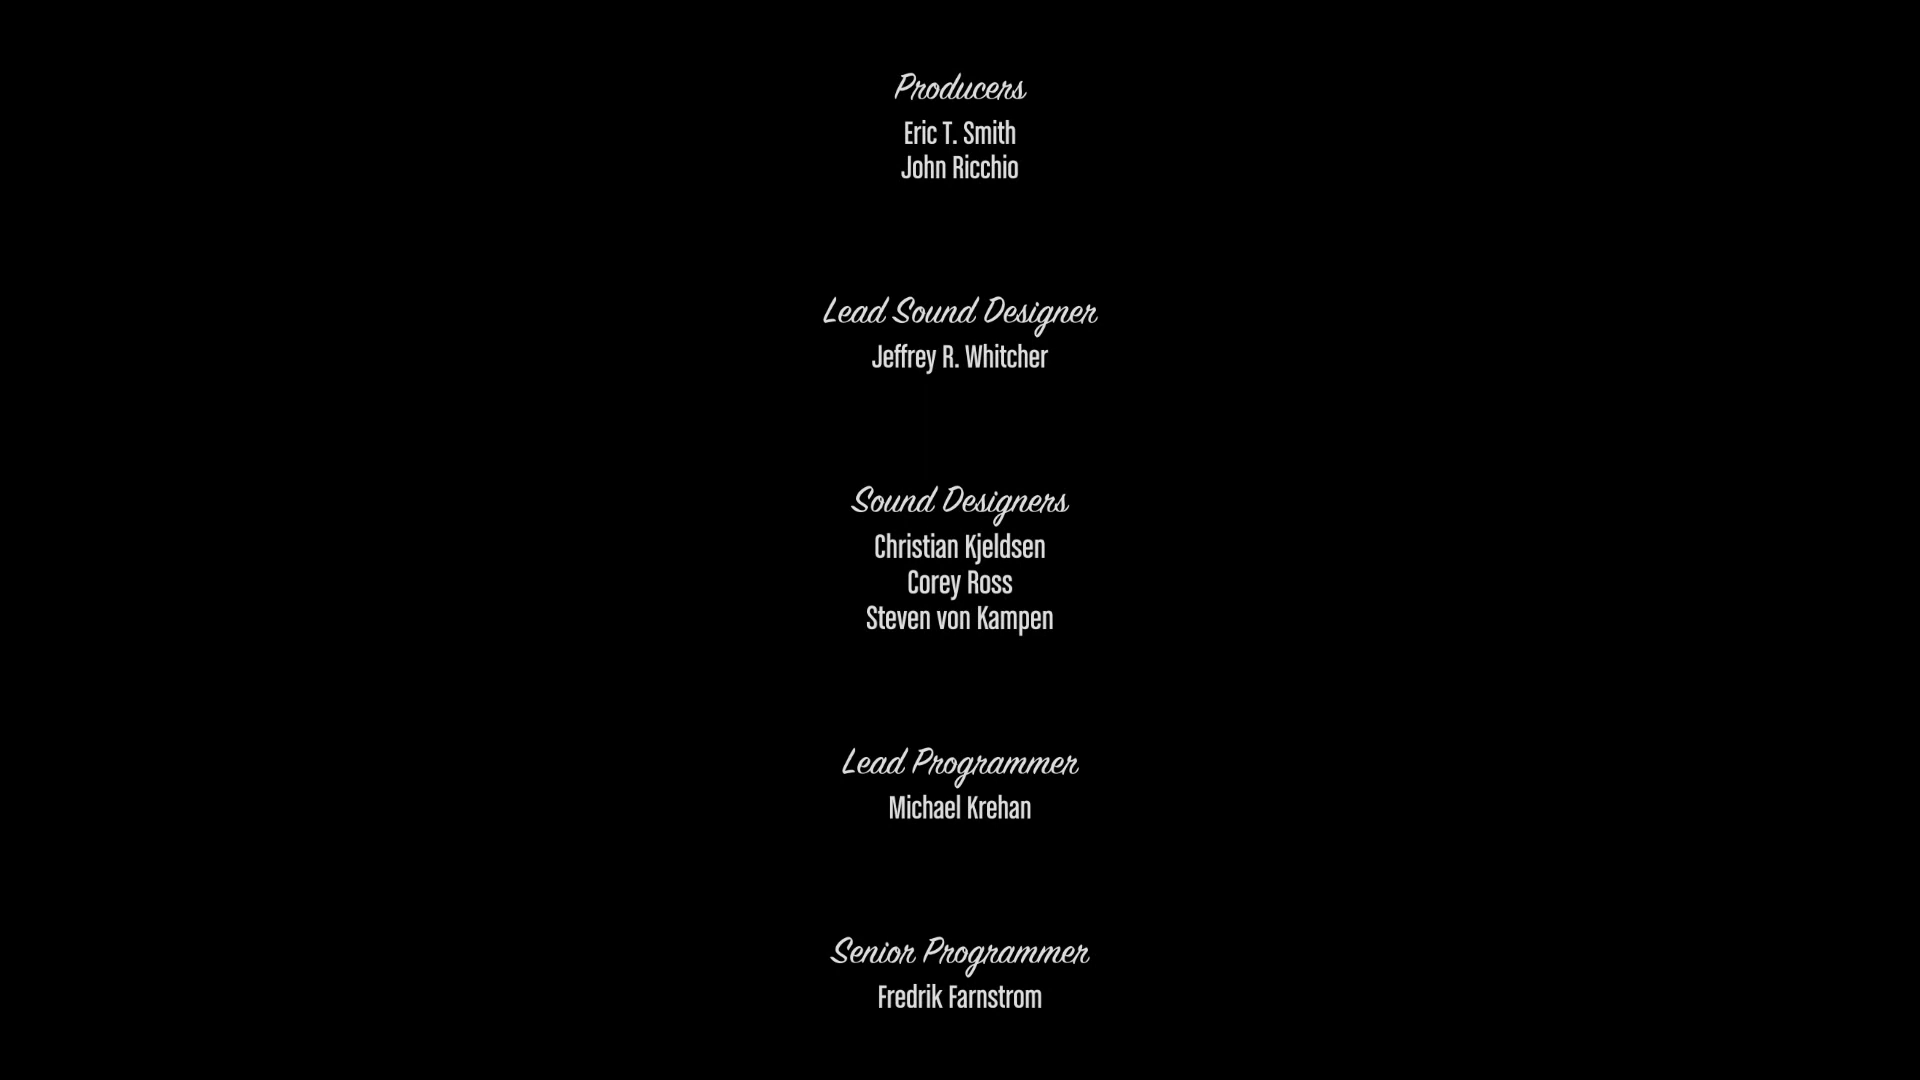 Producers
Eric T. Smith
John Ricchio
Lead Sound Designer
Jeffrey R. Whitcher
Sound Designers
Christian Kjeldsen
Corey Ross
Steven von Kampen
Lead Programmer
Michael Krehan
Senior Programmer
Fredrik Farnstrom